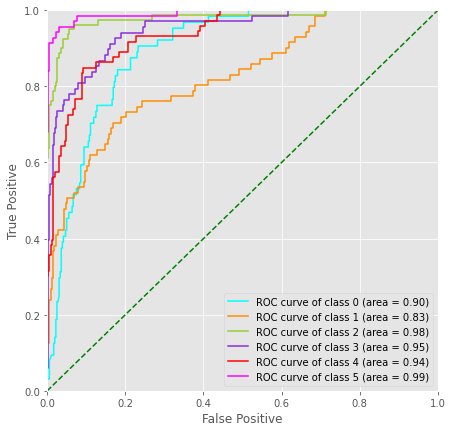 1.0
0.8
0.6
0.4
0.2
0.0
True Positive
ROC curve of class 0 (area = 0.90)
ROC curve of class 1 (area = 0.83)
ROC curve of class 2 (area = 0.98)
ROC curve of class 3 (area = 0.95)
ROC curve of class 4 (area = 0.94)
ROC curve of class 5 (area = 0.99)
0.0 0.2 0.4 0.6 0.8 1.0
False Positive